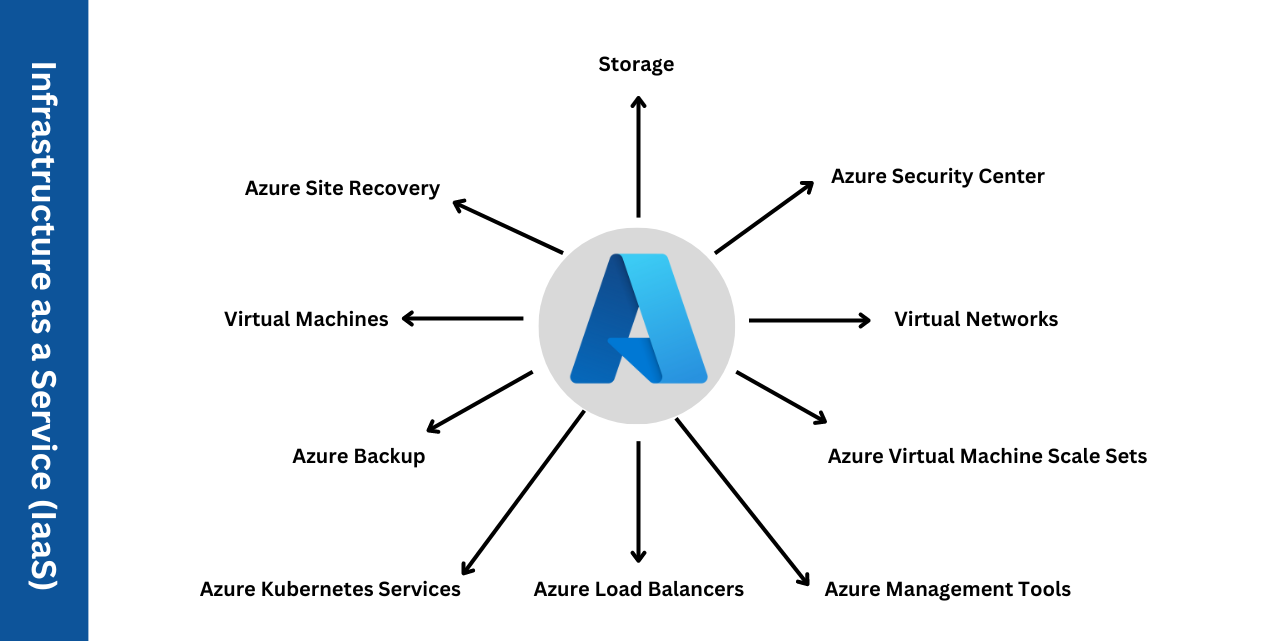 Infrastructure as a Service (IaaS)
Storage
Azure Site Recovery
Azure Security Center
Virtual Machines
Virtual Networks
Azure Backup
Azure Virtual Machine Scale Sets
Azure Kubernetes Services
Azure Load Balancers
Azure Management Tools